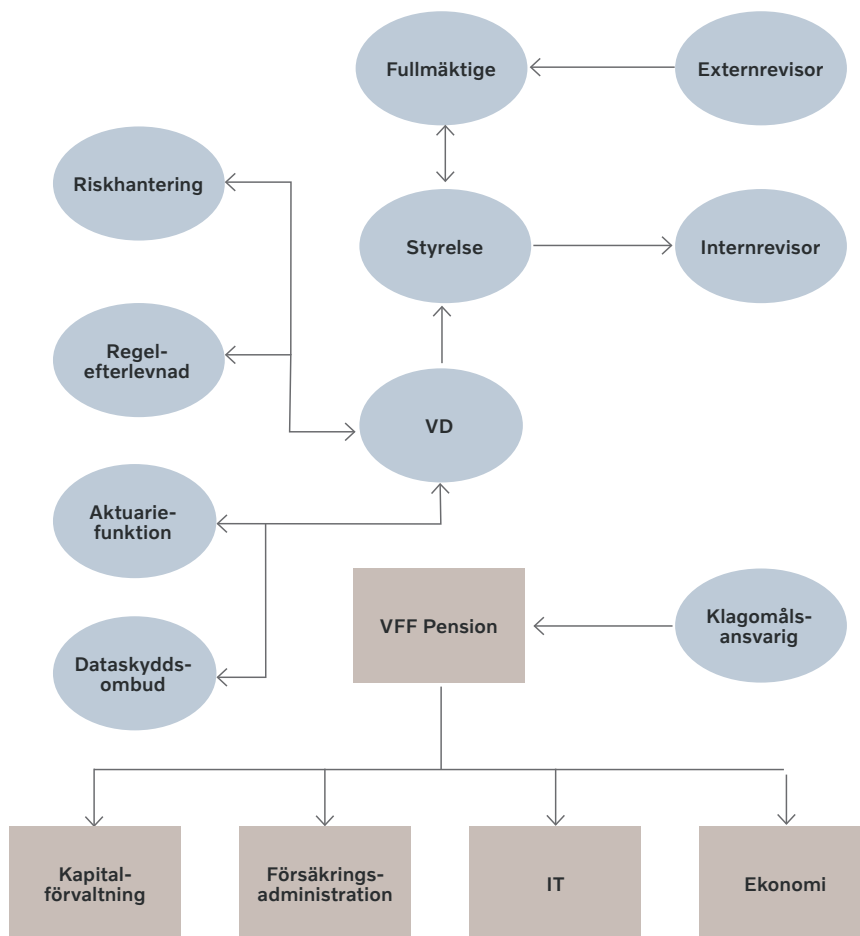 Fullmäktige
Externrevisor
Riskhantering
Styrelse
Internrevisor
Regel-
efterlevnad
VD
Aktuarie-
funktion
VFF Pension
Klagomåls-
ansvarig
Dataskydds-
ombud
Kapital-
förvaltning
Försäkrings-
administration
IT
Ekonomi